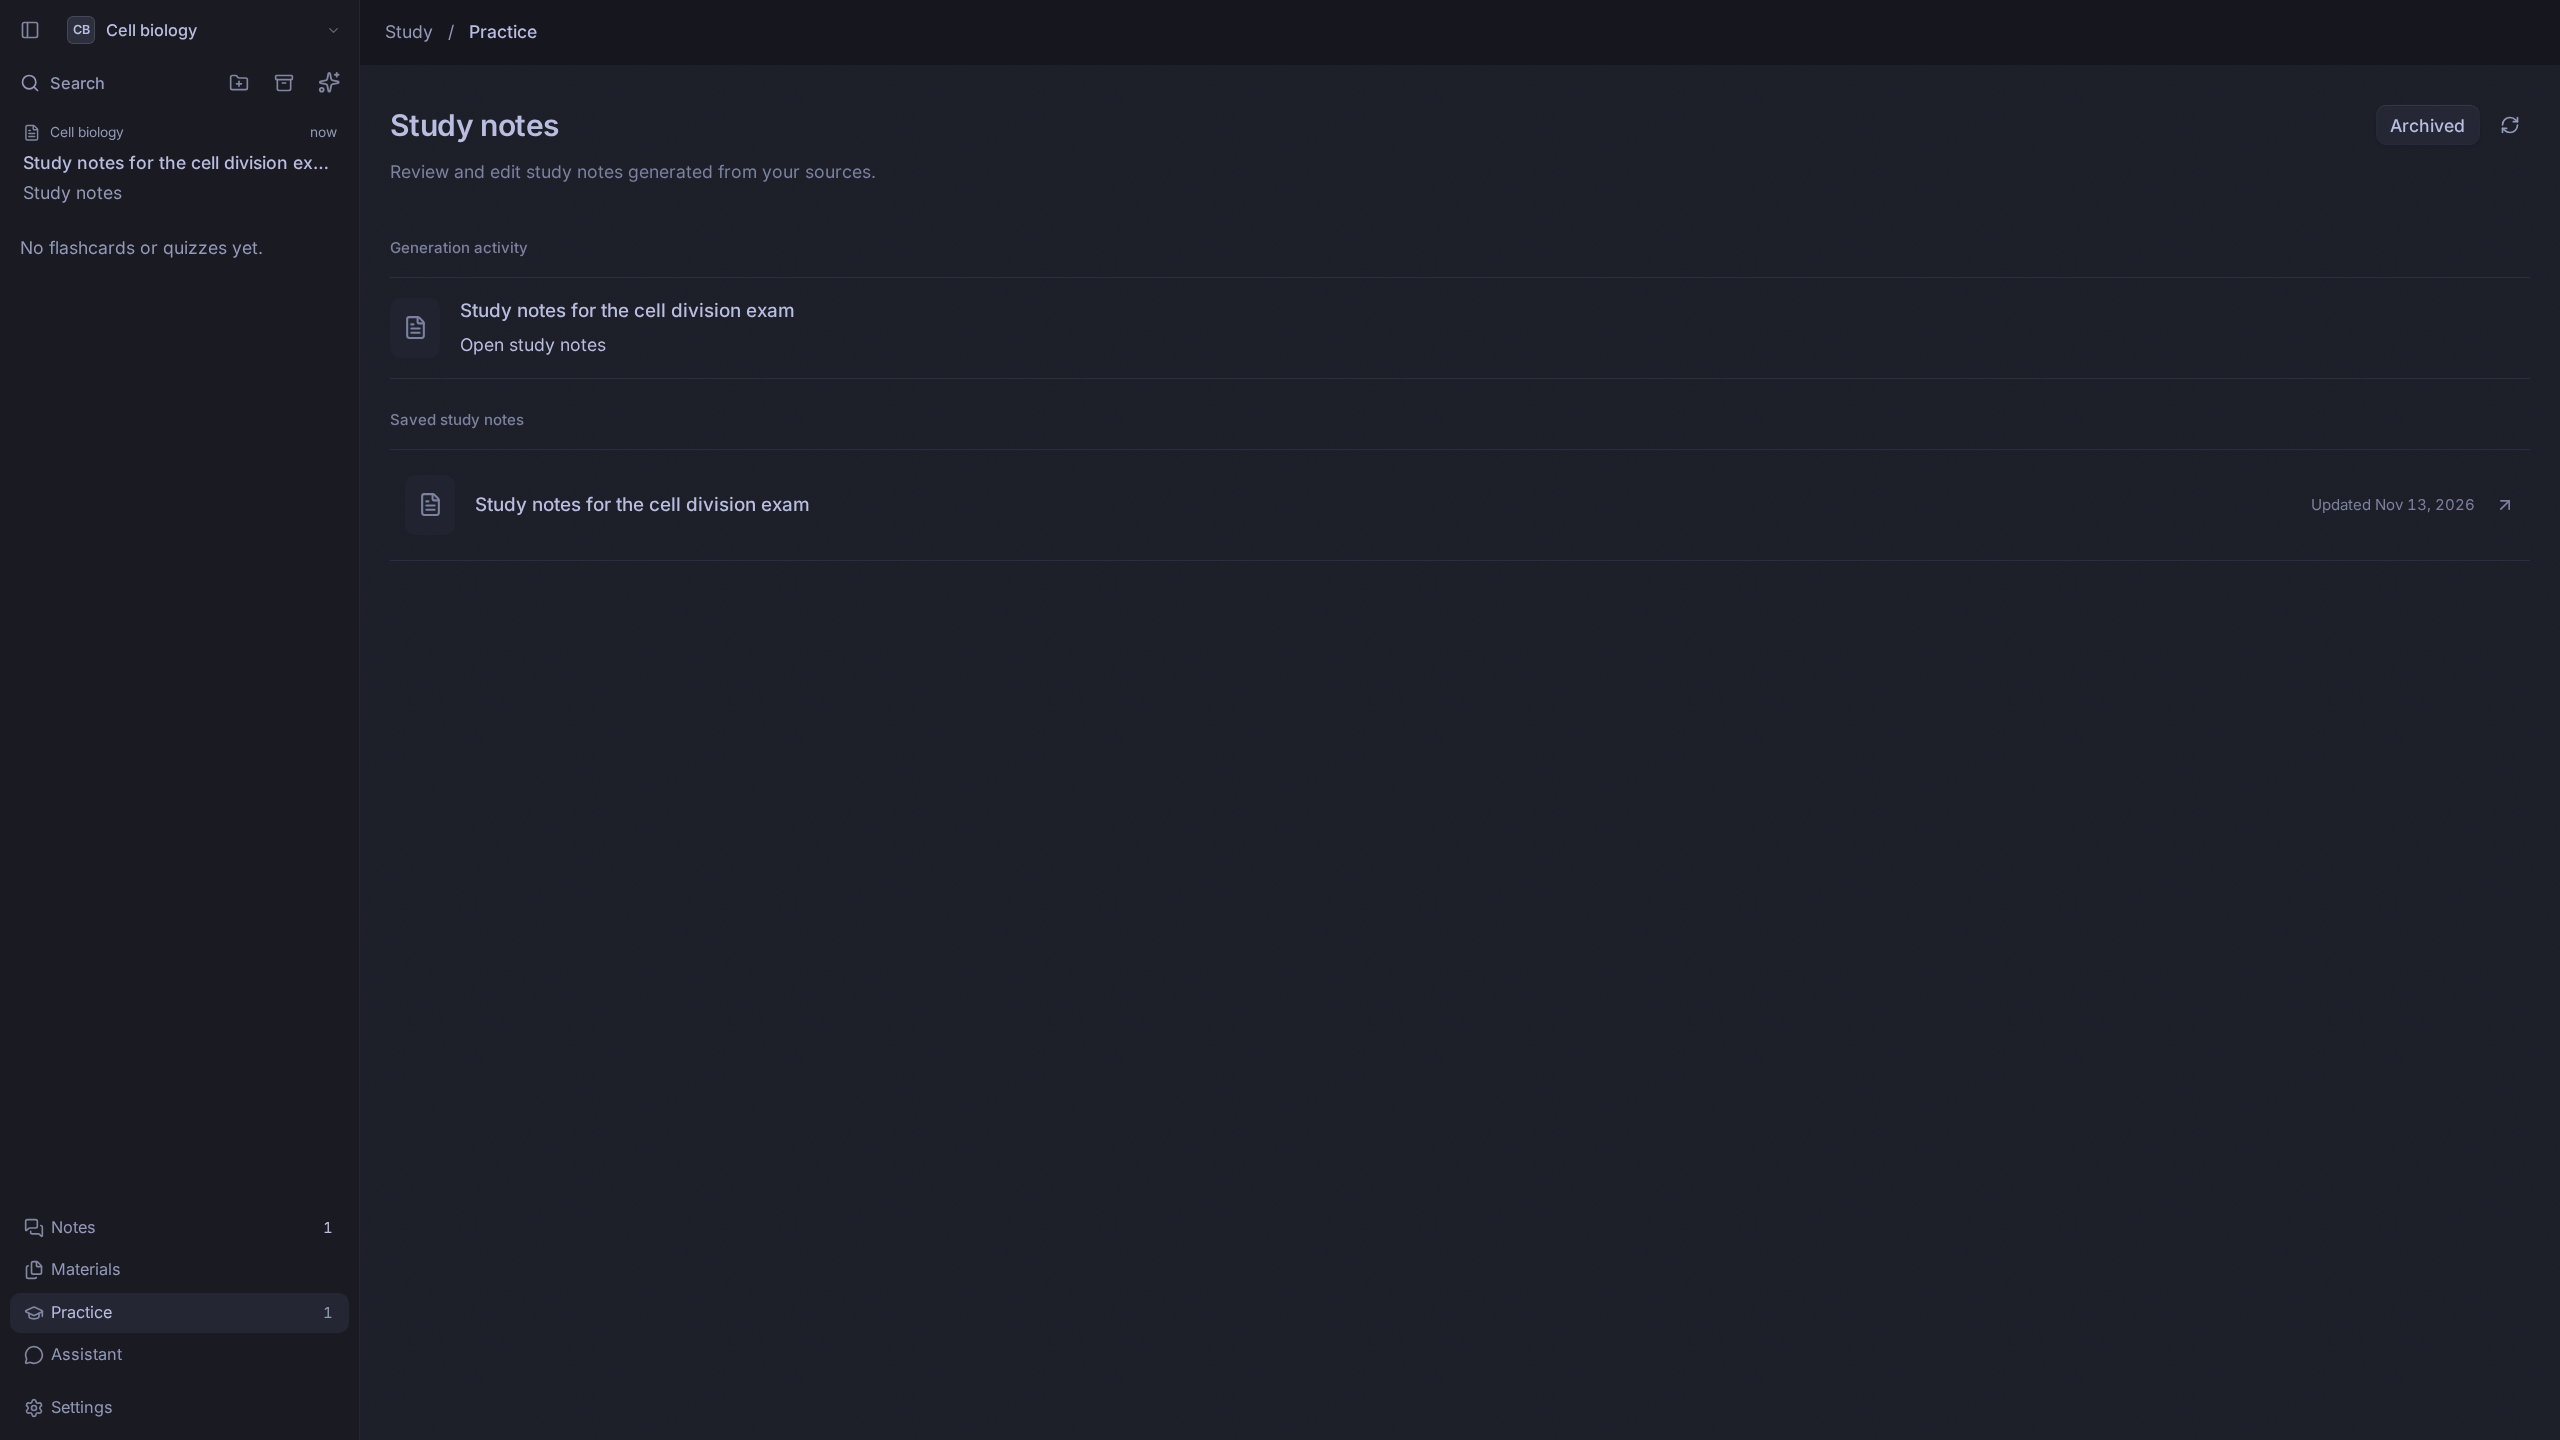 CB Cell biology
Search
Cell biology now
Study notes for the cell division ex...
Study notes
No flashcards or quizzes yet.
Notes 1
Materials
Practice 1
Assistant
Settings
Study / Practice
Study notes
Archived
Review and edit study notes generated from your sources.
Generation activity
Study notes for the cell division exam
Open study notes
Saved study notes
Study notes for the cell division exam
Updated Nov 13, 2026